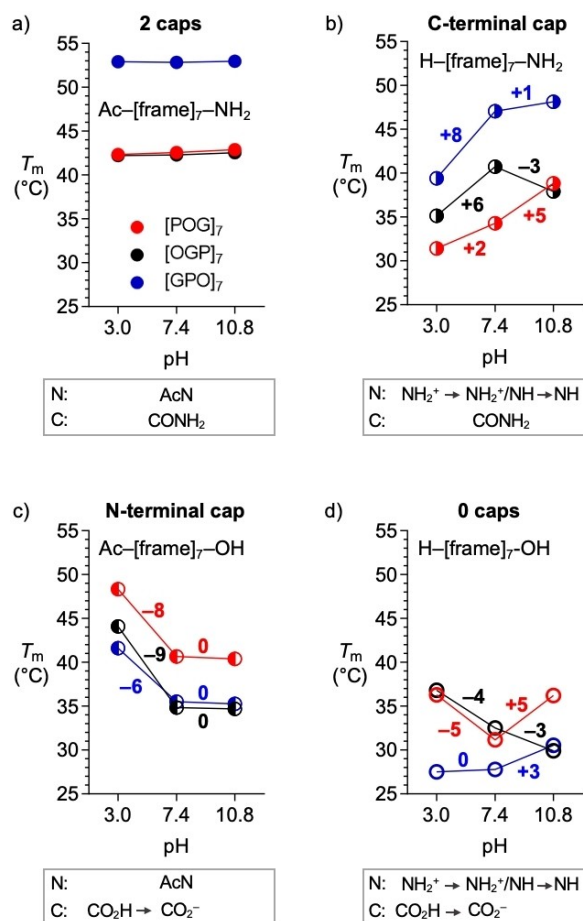 a) 2 caps
55
50
45
Tm
(°C)
40
35
30
25
Ac–[frame]₇–NH₂
[POG]₇
[OGP]₇
[GPO]₇
3.0 7.4 10.8
pH
N: AcN
C: CONH₂
b) C-terminal cap
H–[frame]₇–NH₂
55
50
45
Tm
(°C)
40
35
30
25
+1
+8
–3
+6
+5
+2
3.0 7.4 10.8
pH
N: NH₂⁺ → NH₂⁺/NH → NH
C: CONH₂
c) N-terminal cap
Ac–[frame]₇–OH
55
50
45
40
Tm
(°C)
35
30
25
–8
–9
0
–6
0
0
3.0 7.4 10.8
pH
N: AcN
C: CO₂H → CO₂⁻
d) 0 caps
H–[frame]₇-OH
55
50
45
40
Tm
(°C)
35
30
25
–4
+5
–5
–3
0
+3
3.0 7.4 10.8
pH
N: NH₂⁺ → NH₂⁺/NH → NH
C: CO₂H → CO₂⁻